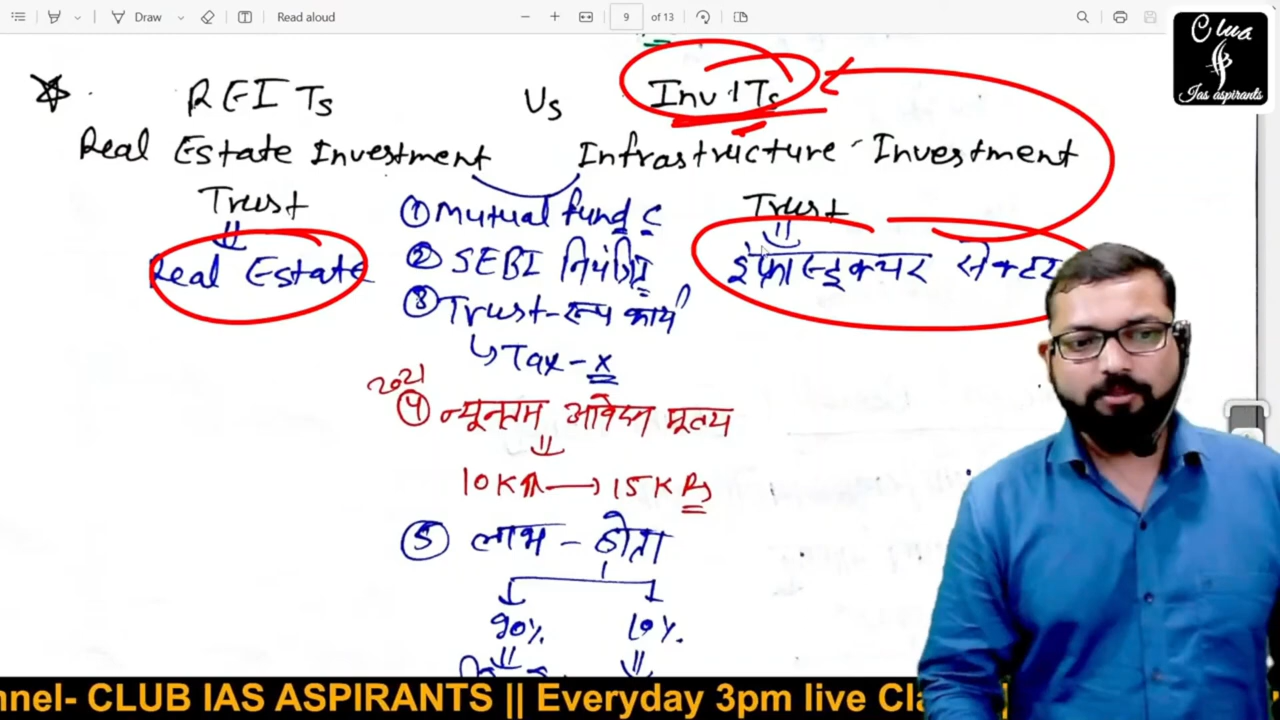 Draw
Read aloud
9 of 13
Club
Ias aspirants
REITs Vs InvITs
Real Estate Investment Trust
Infrastructure Investment Trust
Real Estate
① Mutual fund
② SEBI नियंत्रित
③ Trust - रूप कार्य
Tax - x
2021
④ न्यूनतम आवेदन मूल्य
10K → 15K Rs
⑤ लाभ - होता
90% 10%
इंफ्रास्ट्रक्चर सेक्टर
nnel- CLUB IAS ASPIRANTS || Everyday 3pm live Cla